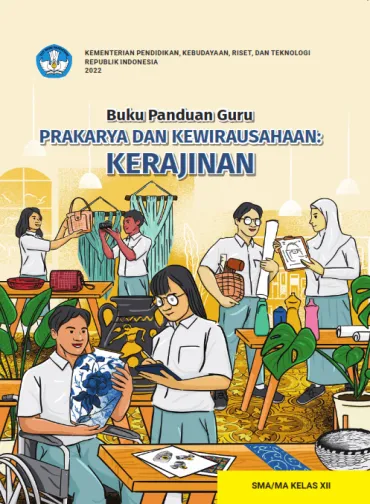 KEMENTERIAN PENDIDIKAN, KEBUDAYAAN, RISET, DAN TEKNOLOGI
REPUBLIK INDONESIA
2022
Buku Panduan Guru
PRAKARYA DAN KEWIRAUSAHAAN:
KERAJINAN
SMA/MA KELAS XII